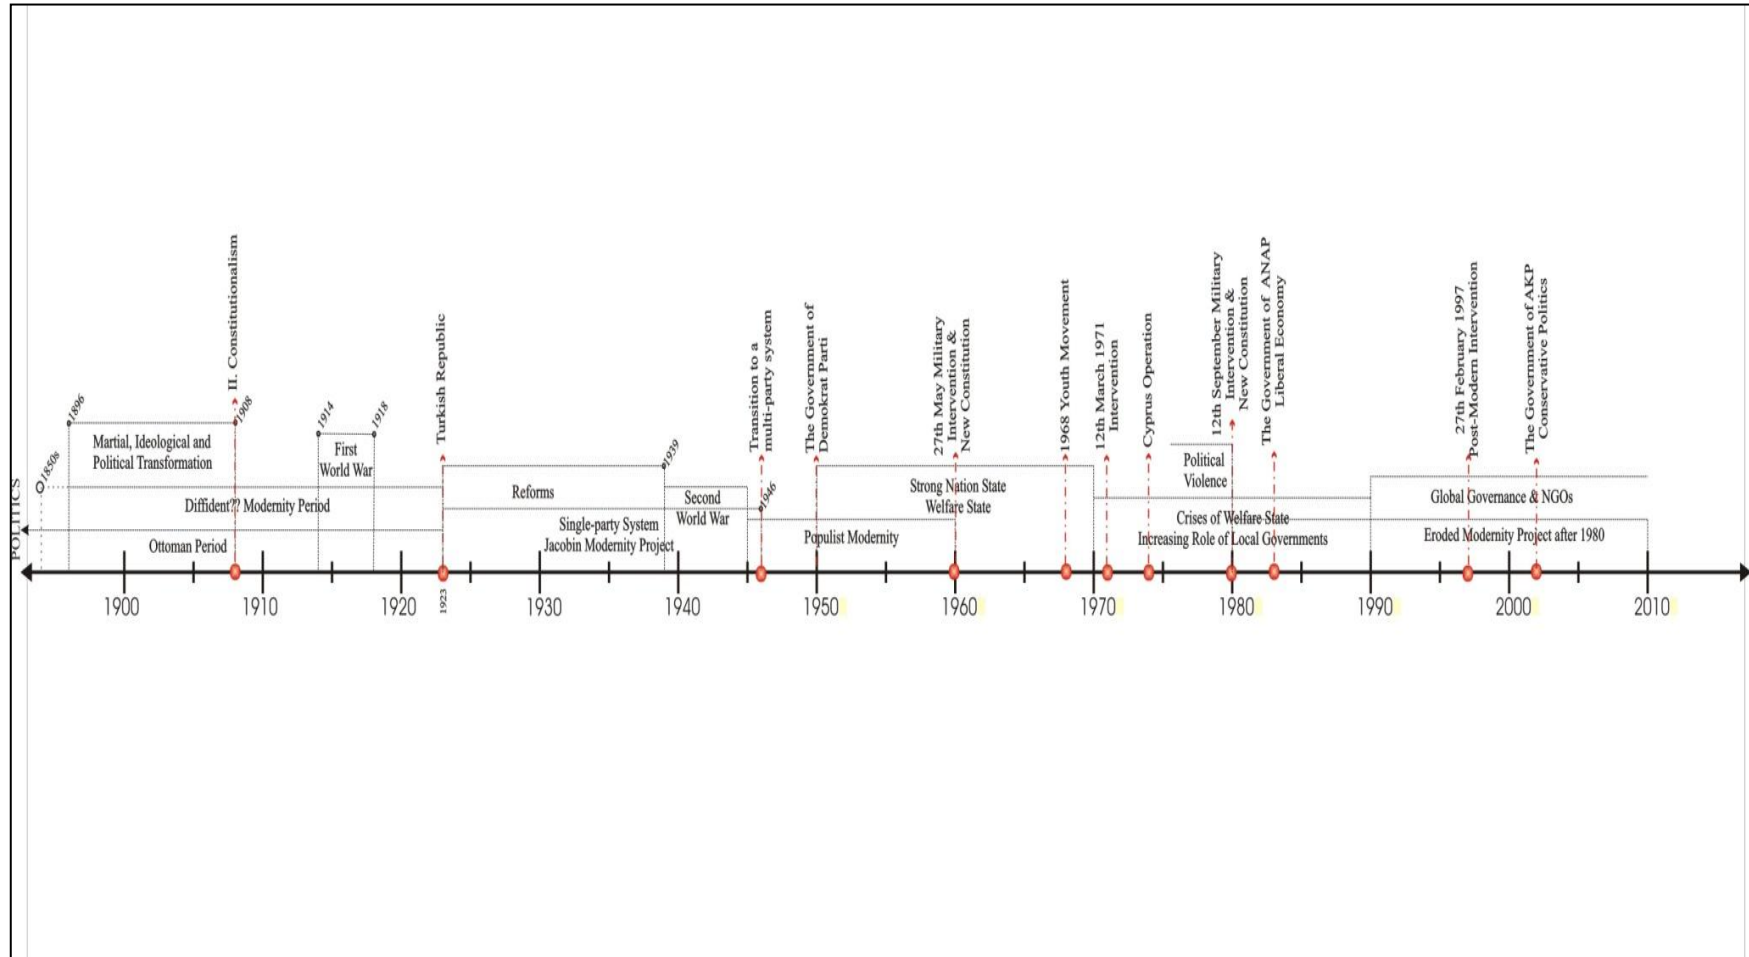 POLITICS
1850s
1896
Martial, Ideological and
Political Transformation
1908
II. Constitutionalism
Diffident?? Modernity Period
Ottoman Period
1914
1918
First
World War
Turkish Republic
1923
Reforms
Single-party System
Jacobin Modernity Project
1939
Second
World War
1946
Transition to a
multi-party system
The Government of
Demokrat Parti
Populist Modernity
Strong Nation State
Welfare State
27th May Military
Intervention &
New Constitution
1968 Youth Movement
12th March 1971
Intervention
Cyprus Operation
Political
Violence
12th September Military
Intervention &
New Constitution
The Government of ANAP
Liberal Economy
Crises of Welfare State
Increasing Role of Local Governments
Global Governance & NGOs
Eroded Modernity Project after 1980
27th February 1997
Post-Modern Intervention
The Government of AKP
Conservative Politics
1900
1910
1920
1930
1940
1950
1960
1970
1980
1990
2000
2010